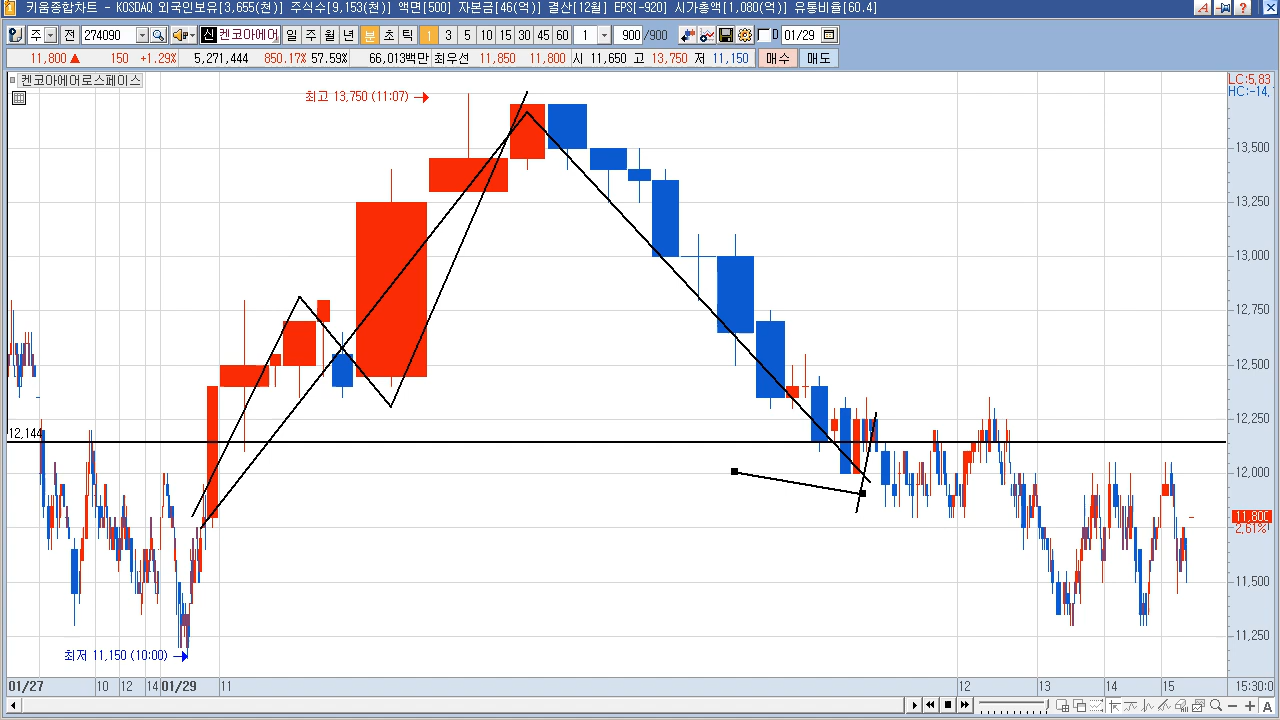 키움종합차트 - KOSDAQ 외국인보유[3,655(천)] 주식수[9,153(천)] 액면[500] 자본금[46(억)] 결산[12월] EPS[-920] 시가총액[1,080(억)] 유통비율[60.4]
주 전 274090 신 켄코아에어 일 주 월 년 분 초 틱 1 3 5 10 15 30 45 60 1 900 /900 D 01/29
11,800 ▲ 150 +1.29% 5,271,444 850.17% 57.59% 66,013백만 최우선 11,850 11,800 시 11,650 고 13,750 저 11,150 매수 매도
켄코아에어로스페이스
LC:5,83
HC:-14,
최고 13,750 (11:07)
13,500
13,250
13,000
12,750
12,500
12,250
12,144
12,000
11,800
2,61%
11,500
11,250
최저 11,150 (10:00)
01/27 10 12 14 01/29 11 12 13 14 15 15:30:0
A